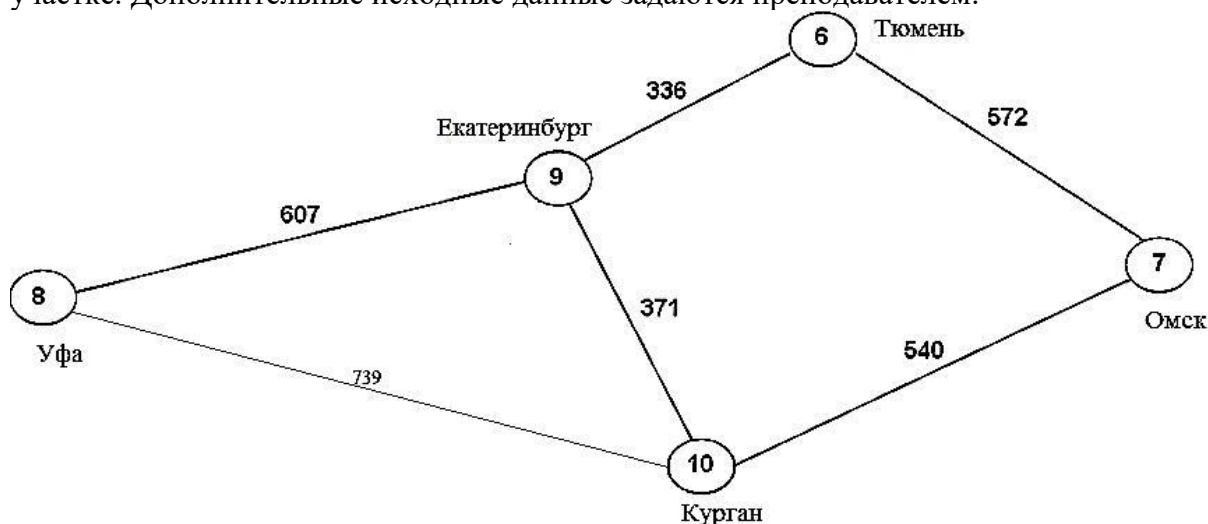 участке. Дополнительные исходные данные задаются преподавателем.
6 Тюмень
336
572
Екатеринбург
9
607
7
8
371
Омск
Уфа
540
739
10
Курган